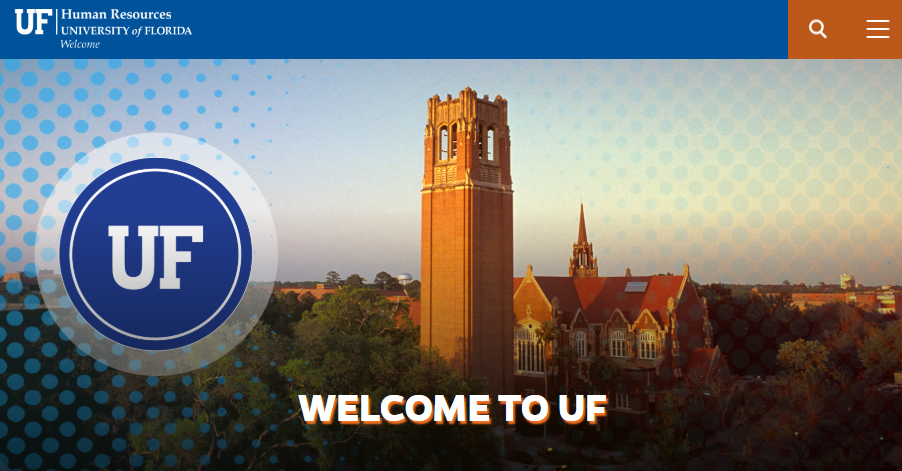 UF
Human Resources
UNIVERSITY of FLORIDA
Welcome
UF
WELCOME TO UF